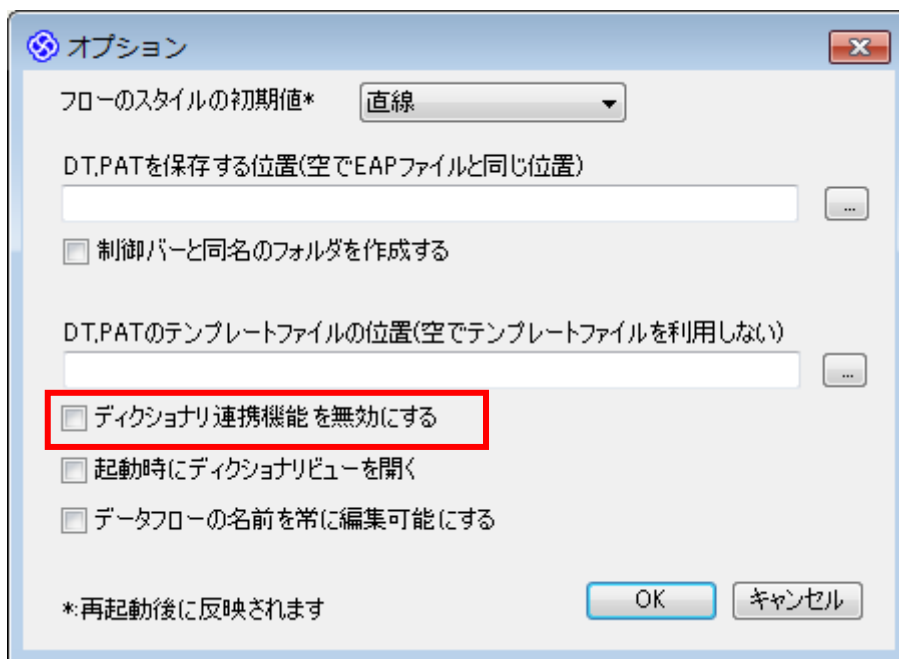 オプション
フローのスタイルの初期値* 直線
DT,PATを保存する位置(空でEAPファイルと同じ位置)
...
制御バーと同名のフォルダを作成する
DT,PATのテンプレートファイルの位置(空でテンプレートファイルを利用しない)
...
ディクショナリ連携機能を無効にする
起動時にディクショナリビューを開く
データフローの名前を常に編集可能にする
*:再起動後に反映されます OK キャンセル